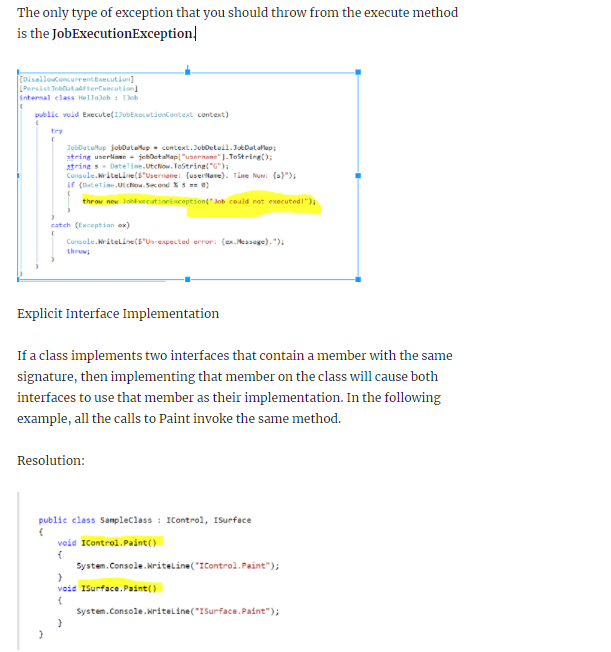 The only type of exception that you should throw from the execute method
is the JobExecutionException.
[DisallowConcurrentExecution]
[PersistJobDataAfterExecution]
internal class HelloJob : IJob
{
public void Execute(IJobExecutionContext context)
{
try
{
JobDataMap jobDataMap = context.JobDetail.JobDataMap;
string userName = jobDataMap["username"].ToString();
string s = DateTime.UtcNow.ToString("G");
Console.WriteLine($"Username: {userName}. Time Now: {s}");
if (DateTime.UtcNow.Second % 5 == 0)
{
throw new JobExecutionException("Job could not executed!");
}
}
catch (Exception ex)
{
Console.WriteLine($"Un-expected error: {ex.Message}.");
throw;
}
}
}
Explicit Interface Implementation
If a class implements two interfaces that contain a member with the same
signature, then implementing that member on the class will cause both
interfaces to use that member as their implementation. In the following
example, all the calls to Paint invoke the same method.
Resolution:
public class SampleClass : IControl, ISurface
{
void IControl.Paint()
{
System.Console.WriteLine("IControl.Paint");
}
void ISurface.Paint()
{
System.Console.WriteLine("ISurface.Paint");
}
}